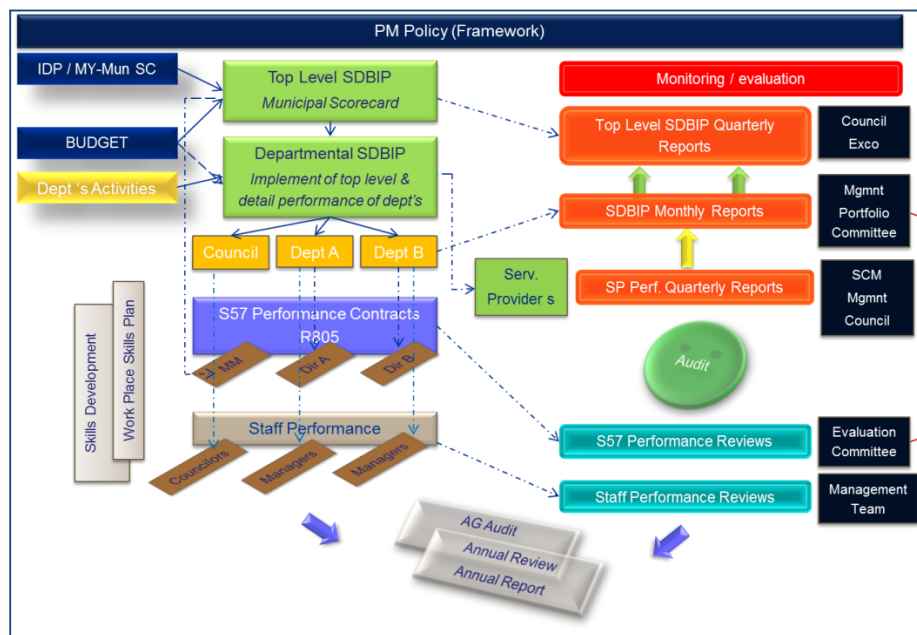 PM Policy (Framework)
IDP / MY-Mun SC
BUDGET
Dept 's Activities
Top Level SDBIP
Municipal Scorecard
Departmental SDBIP
Implement of top level &
detail performance of dept's
Council
Dept A
Dept B
Serv.
Provider s
S57 Performance Contracts
R805
MM
Dir A
Dir B
Staff Performance
Councilors
Managers
Managers
Skills Development
Work Place Skills Plan
Monitoring / evaluation
Top Level SDBIP Quarterly
Reports
Council
Exco
SDBIP Monthly Reports
Mgmnt
Portfolio
Committee
SP Perf. Quarterly Reports
SCM
Mgmnt
Council
Audit
S57 Performance Reviews
Evaluation
Committee
Staff Performance Reviews
Management
Team
AG Audit
Annual Review
Annual Report